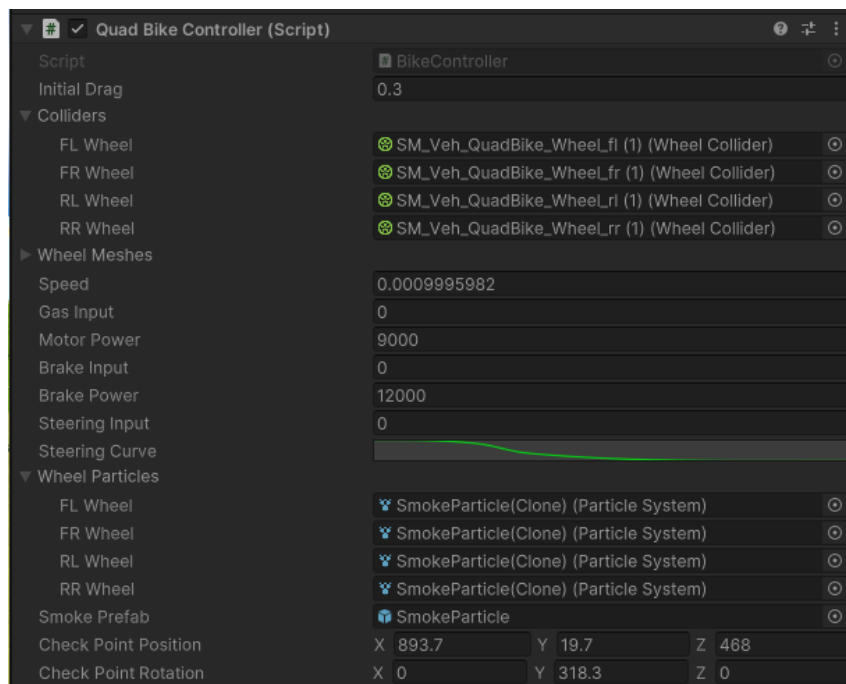 Quad Bike Controller (Script)
Script BikeController
Initial Drag 0.3
Colliders
FL Wheel SM_Veh_QuadBike_Wheel_fl (1) (Wheel Collider)
FR Wheel SM_Veh_QuadBike_Wheel_fr (1) (Wheel Collider)
RL Wheel SM_Veh_QuadBike_Wheel_rl (1) (Wheel Collider)
RR Wheel SM_Veh_QuadBike_Wheel_rr (1) (Wheel Collider)
Wheel Meshes
Speed 0.0009995982
Gas Input 0
Motor Power 9000
Brake Input 0
Brake Power 12000
Steering Input 0
Steering Curve
Wheel Particles
FL Wheel SmokeParticle(Clone) (Particle System)
FR Wheel SmokeParticle(Clone) (Particle System)
RL Wheel SmokeParticle(Clone) (Particle System)
RR Wheel SmokeParticle(Clone) (Particle System)
Smoke Prefab SmokeParticle
Check Point Position X 893.7 Y 19.7 Z 468
Check Point Rotation X 0 Y 318.3 Z 0